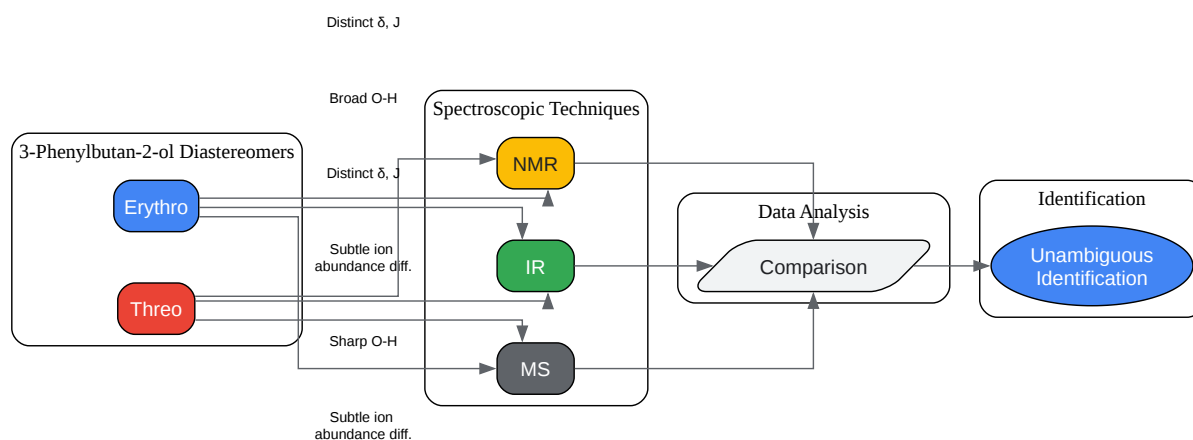 Distinct δ, J
Broad O-H
Spectroscopic Techniques
3-Phenylbutan-2-ol Diastereomers
NMR
Distinct δ, J
Erythro
Data Analysis
Identification
Subtle ion
abundance diff.
IR
Comparison
Unambiguous
Identification
Threo
Sharp O-H
MS
Subtle ion
abundance diff.